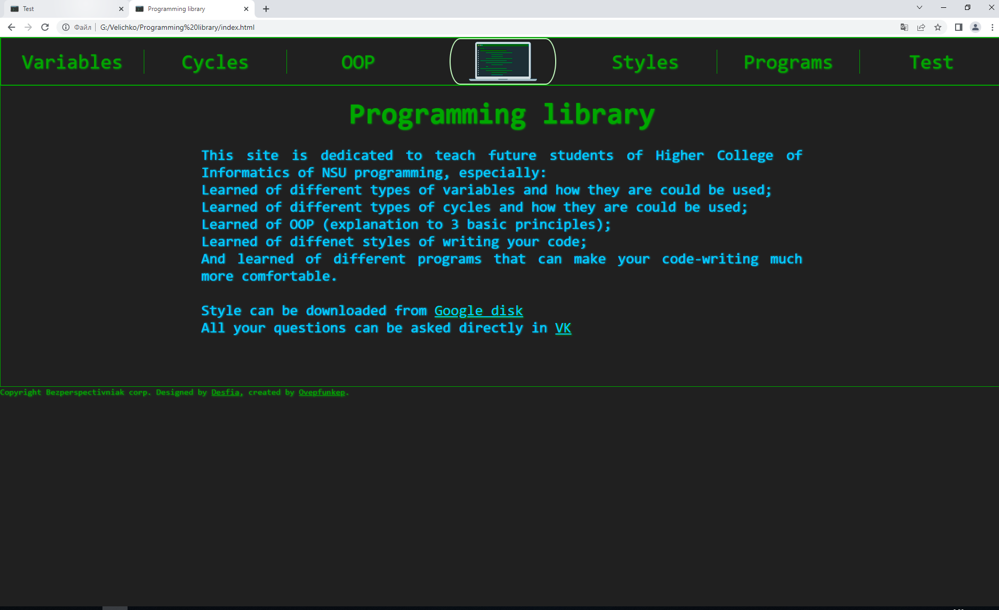 Test
Programming library
Файл
G:/Velichko/Programming%20library/index.html
Variables Cycles OOP Styles Programs Test
Programming library
This site is dedicated to teach future students of Higher College of
Informatics of NSU programming, especially:
Learned of different types of variables and how they are could be used;
Learned of different types of cycles and how they are could be used;
Learned of OOP (explanation to 3 basic principles);
Learned of diffenet styles of writing your code;
And learned of different programs that can make your code-writing much
more comfortable.
Style can be downloaded from Google disk
All your questions can be asked directly in VK
Copyright Bezperspectivniak corp. Designed by Desfia, created by Ovepfunkep.